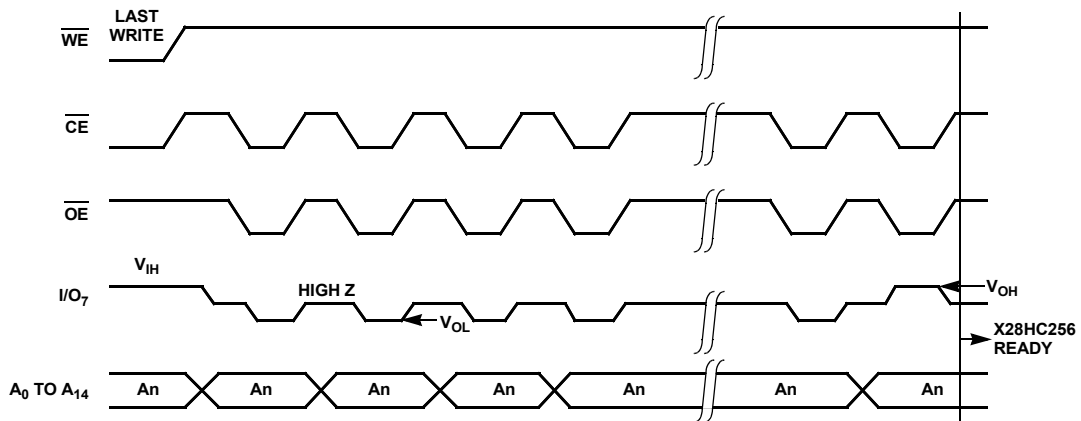 LAST
WRITE
WE
CE
OE
VIH
I/O7
HIGH Z
VOL
VOH
X28HC256
READY
A0 TO A14
An An An An An An An